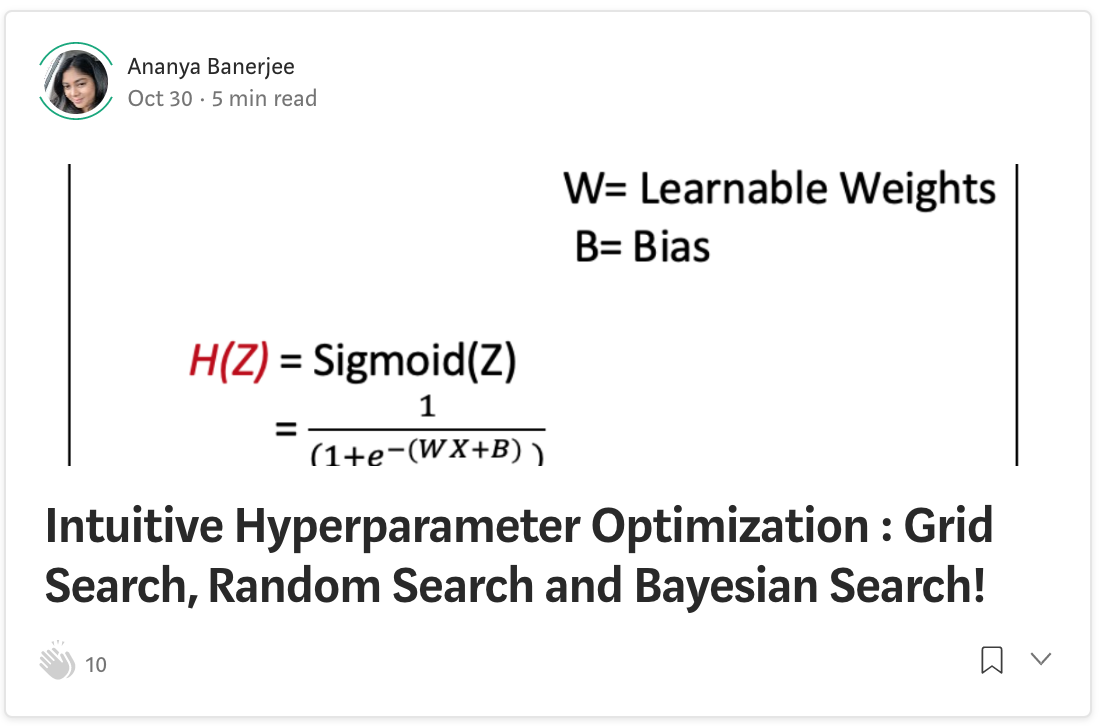 Ananya Banerjee
Oct 30 · 5 min read
W= Learnable Weights
B= Bias
H(Z) = Sigmoid(Z)
= 1
(1+e−(WX+B) )
Intuitive Hyperparameter Optimization : Grid
Search, Random Search and Bayesian Search!
10